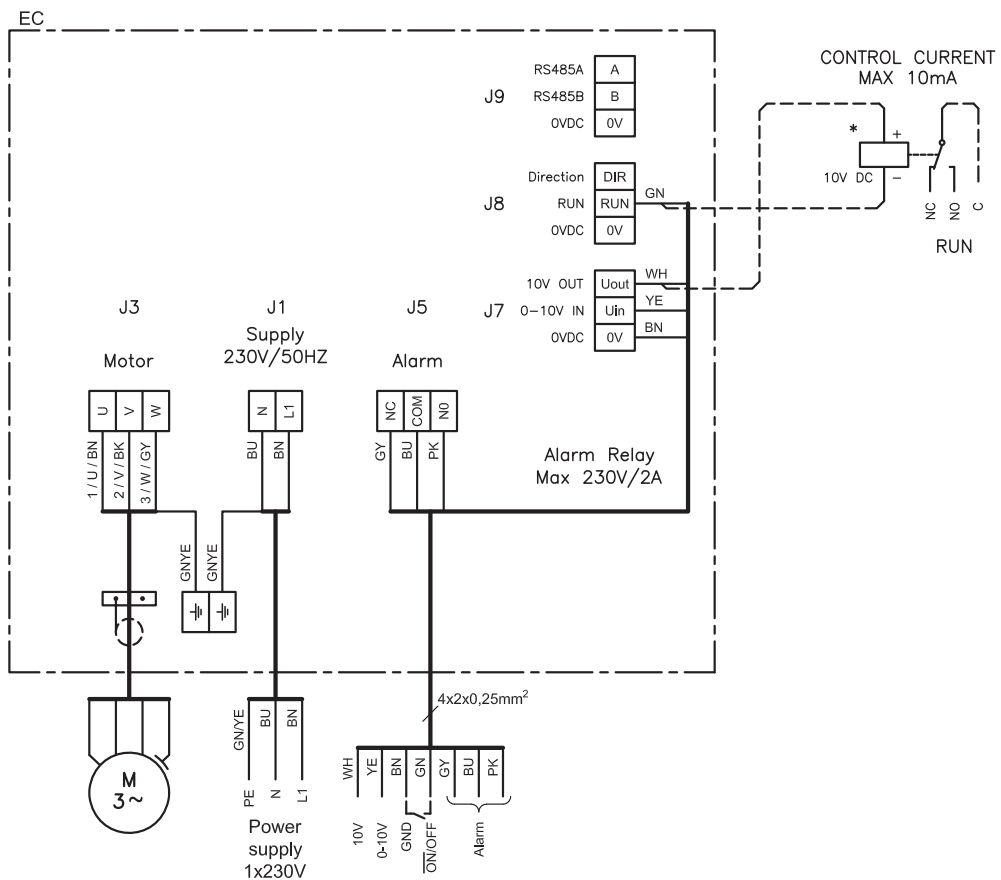 EC
CONTROL CURRENT
MAX 10mA
RS485A A
J9 RS485B B
0VDC 0V
* +
10V DC −
NC NO C
RUN
Direction DIR
J8 RUN RUN GN
0VDC 0V
10V OUT Uout WH
J7 0–10V IN Uin YE
0VDC 0V BN
J3
Motor
U V W
1 / U / BN
2 / V / BK
3 / W / GY
J1
Supply
230V/50HZ
N L1
BU BN
J5
Alarm
NC COM NO
GY BU PK
Alarm Relay
Max 230V/2A
GNYE GNYE
4x2x0,25mm²
M
3~
GN/YE BU BN
PE N L1
Power
supply
1x230V
WH YE BN GN GY BU PK
10V 0-10V GND ON/OFF Alarm